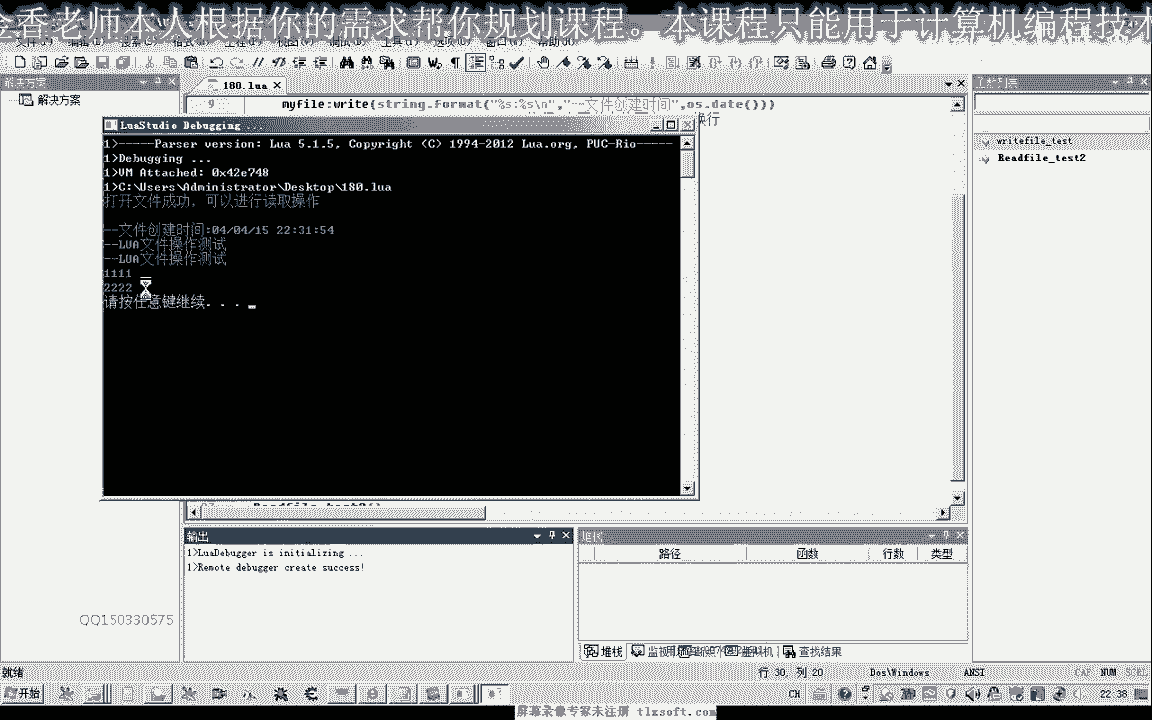 金香老师本人根据你的需求帮你规划课程。本课程只能用于计算机编程技术
解决方案
解决方案
180.lua
9 myfile:write(string.format("%s:%s\n","--文件创建时间",os.date()))
换行
LuaStudio Debugging ...
1>-----Parser version: Lua 5.1.5, Copyright (C) 1994-2012 Lua.org, PUC-Rio-----
1>Debugging ...
1>VM Attached: 0x42e748
1>C:\Users\Administrator\Desktop\180.lua
打开文件成功，可以进行读取操作
--文件创建时间:04/04/15 22:31:54
--LUA文件操作测试
--LUA文件操作测试
1111
2222
请按任意键继续. . .
writefile_test
Readfile_test2
输出
1>LuaDebugger is initializing ...
1>Remote debugger create success!
堆栈
路径 函数 行数 类型
堆栈 查找结果
QQ150330575
就绪 行 30, 列 20 Dos\Windows ANSI CAP NUM SCRL
开始 CH 22:38
屏幕录像专家未注册 tlxsoft.com